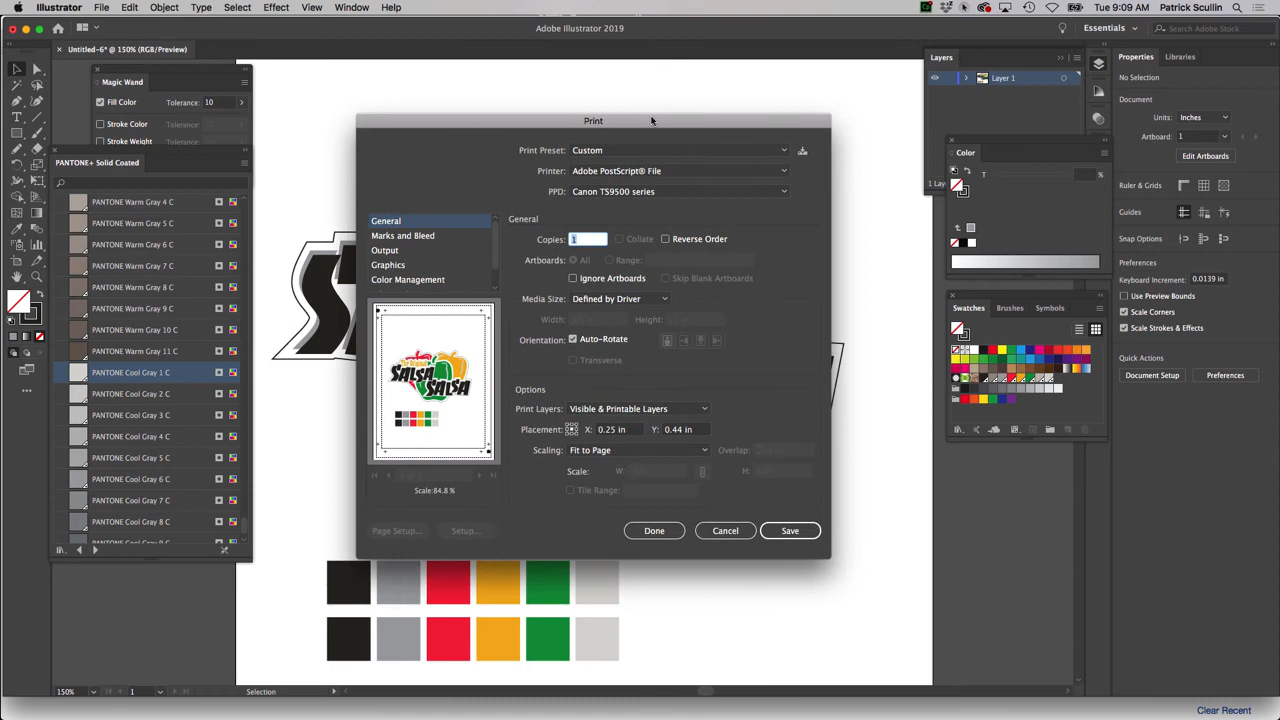 Illustrator File Edit Object Type Select Effect View Window Help
Tue 9:09 AM Patrick Scullin
Adobe Illustrator 2019
Essentials
Search Adobe Stock
Untitled-6* @ 150% (RGB/Preview)
Magic Wand
Fill Color Tolerance: 10
Stroke Color Tolerance:
Stroke Weight Tolerance:
PANTONE+ Solid Coated
PANTONE Warm Gray 4 C
PANTONE Warm Gray 5 C
PANTONE Warm Gray 6 C
PANTONE Warm Gray 7 C
PANTONE Warm Gray 8 C
PANTONE Warm Gray 9 C
PANTONE Warm Gray 10 C
PANTONE Warm Gray 11 C
PANTONE Cool Gray 1 C
PANTONE Cool Gray 2 C
PANTONE Cool Gray 3 C
PANTONE Cool Gray 4 C
PANTONE Cool Gray 5 C
PANTONE Cool Gray 6 C
PANTONE Cool Gray 7 C
PANTONE Cool Gray 8 C
PANTONE Cool Gray 9 C
Print
Print Preset: Custom
Printer: Adobe PostScript® File
PPD: Canon TS9500 series
General
Marks and Bleed
Output
Graphics
Color Management
General
Copies: 1 Collate Reverse Order
Artboards: All Range:
Ignore Artboards Skip Blank Artboards
Media Size: Defined by Driver
Width: Height:
Orientation: Auto-Rotate
Transverse
SALSA
SALSA
Options
Print Layers: Visible & Printable Layers
Placement: X: 0.25 in Y: 0.44 in
Scaling: Fit to Page Overlap:
Scale: W: H:
Tile Range:
Scale:84.8 %
Page Setup... Setup...
Done Cancel Save
Layers
Layer 1
1 Laye
Color
T %
Swatches Brushes Symbols
Properties Libraries
No Selection
Document
Units: Inches
Artboard: 1
Edit Artboards
Ruler & Grids
Guides
Snap Options
Preferences
Keyboard Increment: 0.0139 in
Use Preview Bounds
Scale Corners
Scale Strokes & Effects
Quick Actions
Document Setup Preferences
150% 1 Selection
Clear Recent